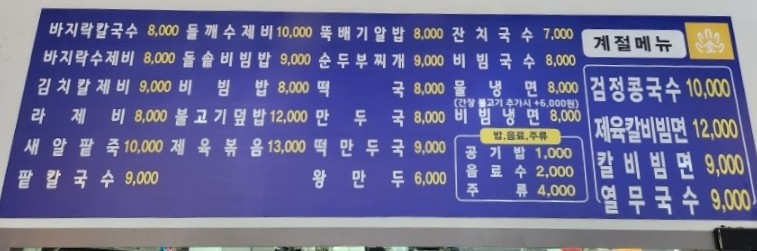 바지락칼국수 8,000 들깨수제비 10,000 뚝배기알밥 8,000 잔치국수 7,000
바지락수제비 8,000 돌솥비빔밥 9,000 순두부찌개 9,000 비빔국수 8,000
김치칼제비 9,000 비빔밥 8,000 떡국 8,000 물냉면 8,000
(간장 불고기 추가시 +6,000원)
라제비 8,000 불고기덮밥 12,000 만두국 8,000 비빔냉면 8,000
새알팥죽 10,000 제육볶음 13,000 떡만두국 9,000
팥칼국수 9,000 왕만두 6,000
밥,음료,주류
공기밥 1,000
음료수 2,000
주류 4,000
계절메뉴
검정콩국수 10,000
제육칼비빔면 12,000
칼비빔면 9,000
열무국수 9,000